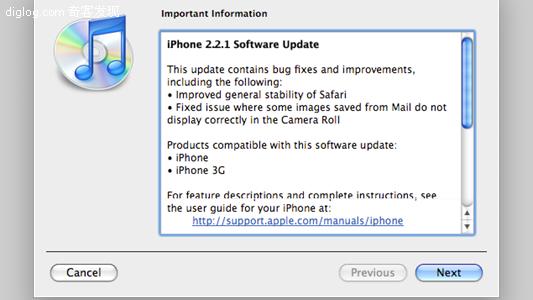 diglog.com 奇客发现
Important Information
iPhone 2.2.1 Software Update
This update contains bug fixes and improvements,
including the following:
• Improved general stability of Safari
• Fixed issue where some images saved from Mail do not
display correctly in the Camera Roll
Products compatible with this software update:
• iPhone
• iPhone 3G
For feature descriptions and complete instructions, see
the user guide for your iPhone at:
http://support.apple.com/manuals/iphone
Cancel
Previous
Next